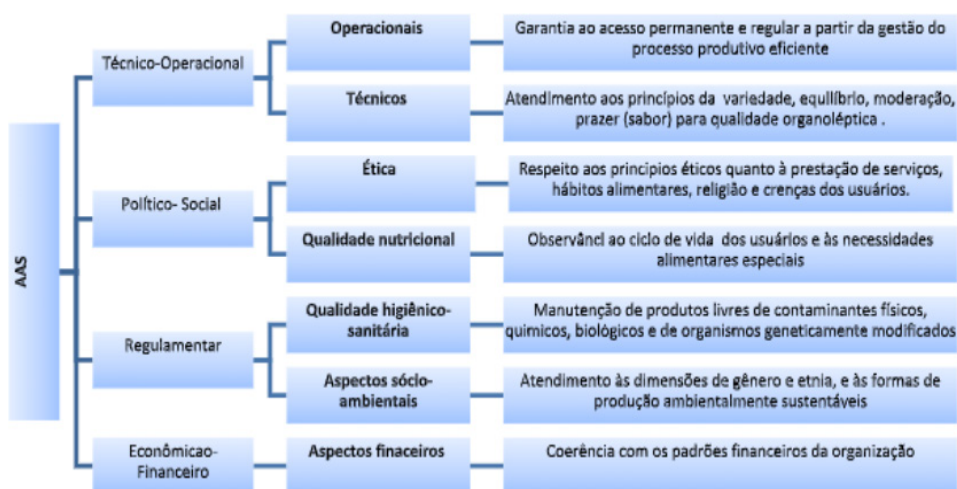 AAS
Técnico-Operacional
Operacionais
Garantia ao acesso permanente e regular a partir da gestão do
processo produtivo eficiente
Técnicos
Atendimento aos princípios da variedade, equilíbrio, moderação,
prazer (sabor) para qualidade organoléptica .
Político- Social
Ética
Respeito aos principios éticos quanto à prestação de serviços,
hábitos alimentares, religião e crenças dos usuários.
Qualidade nutricional
Observânci ao ciclo de vida dos usuários e às necessidades
alimentares especiais
Regulamentar
Qualidade higiênico-
sanitária
Manutenção de produtos livres de contaminantes físicos,
quimicos, biológicos e de organismos geneticamente modificados
Aspectos sócio-
ambientais
Atendimento às dimensões de gênero e etnia, e às formas de
produção ambientalmente sustentáveis
Econômicao-
Financeiro
Aspectos finaceiros
Coerência com os padrões financeiros da organização